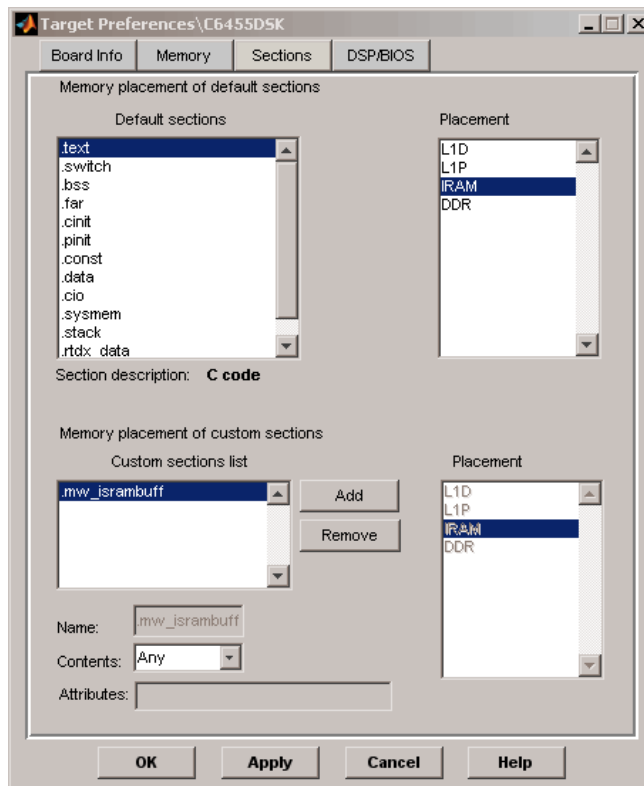 Target Preferences\C6455DSK
Board Info Memory Sections DSP/BIOS
Memory placement of default sections
Default sections Placement
.text
.switch
.bss
.far
.cinit
.pinit
.const
.data
.cio
.sysmem
.stack
.rtdx_data
L1D
L1P
IRAM
DDR
Section description: C code
Memory placement of custom sections
Custom sections list Placement
.mw_isrambuff
Add
Remove
L1D
L1P
IRAM
DDR
Name: .mw_isrambuff
Contents: Any
Attributes:
OK Apply Cancel Help